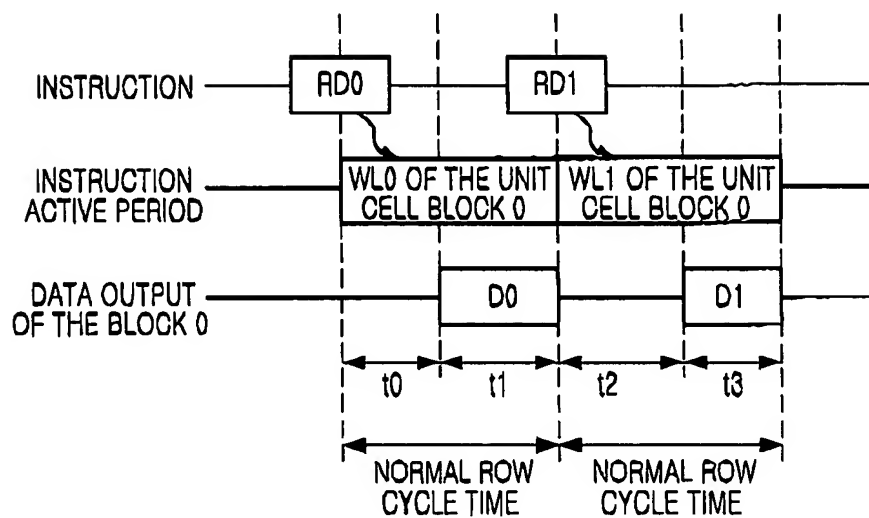 INSTRUCTION
RD0
RD1
INSTRUCTION
ACTIVE PERIOD
WL0 OF THE UNIT
CELL BLOCK 0
WL1 OF THE UNIT
CELL BLOCK 0
DATA OUTPUT
OF THE BLOCK 0
D0
D1
t0
t1
t2
t3
NORMAL ROW
CYCLE TIME
NORMAL ROW
CYCLE TIME